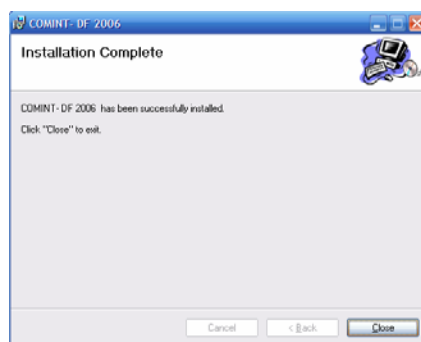 COMINT- DF 2006
Installation Complete
COMINT- DF 2006 has been successfully installed.
Click "Close" to exit.
Cancel < Back Close